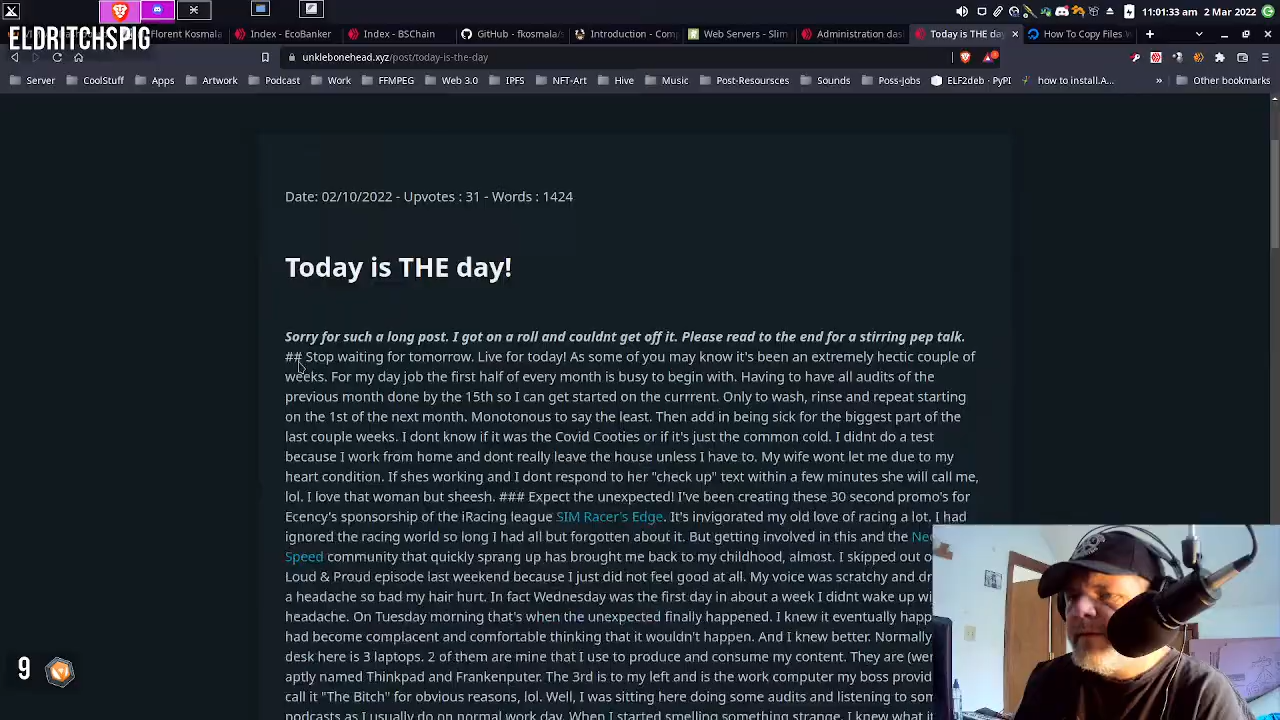 11:01:33 am 2 Mar 2022
ELDRITCHSPIG
Florent Kosmala
Index - EcoBanker
Index - BSChain
GitHub - fkosmala/s
Introduction - Comp
Web Servers - Slim
Administration dash
Today is THE day
How To Copy Files w
unklebonehead.xyz/post/today-is-the-day
Server
CoolStuff
Apps
Artwork
Podcast
Work
FFMPEG
Web 3.0
IPFS
NFT-Art
Hive
Music
Post-Resoursces
Sounds
Poss-Jobs
ELF2deb · PyPI
how to install.A...
»
Other bookmarks
Date: 02/10/2022 - Upvotes : 31 - Words : 1424
Today is THE day!
Sorry for such a long post. I got on a roll and couldnt get off it. Please read to the end for a stirring pep talk.
## Stop waiting for tomorrow. Live for today! As some of you may know it's been an extremely hectic couple of
weeks. For my day job the first half of every month is busy to begin with. Having to have all audits of the
previous month done by the 15th so I can get started on the currrent. Only to wash, rinse and repeat starting
on the 1st of the next month. Monotonous to say the least. Then add in being sick for the biggest part of the
last couple weeks. I dont know if it was the Covid Cooties or if it's just the common cold. I didnt do a test
because I work from home and dont really leave the house unless I have to. My wife wont let me due to my
heart condition. If shes working and I dont respond to her "check up" text within a few minutes she will call me,
lol. I love that woman but sheesh. ### Expect the unexpected! I've been creating these 30 second promo's for
Ecency's sponsorship of the iRacing league SIM Racer's Edge. It's invigorated my old love of racing a lot. I had
ignored the racing world so long I had all but forgotten about it. But getting involved in this and the
Speed community that quickly sprang up has brought me back to my childhood, almost. I skipped out o
Loud & Proud episode last weekend because I just did not feel good at all. My voice was scratchy and
a headache so bad my hair hurt. In fact Wednesday was the first day in about a week I didnt wake up
headache. On Tuesday morning that's when the unexpected finally happened. I knew it eventually
had become complacent and comfortable thinking that it wouldn't happen. And I knew better. Normally
desk here is 3 laptops. 2 of them are mine that I use to produce and consume my content. They are
aptly named Thinkpad and Frankenputer. The 3rd is to my left and is the work computer my boss
call it "The Bitch" for obvious reasons, lol. Well, I was sitting here doing some audits and listening to
podcasts as I usually do on normal work day. When I started smelling something strange. I knew what
9